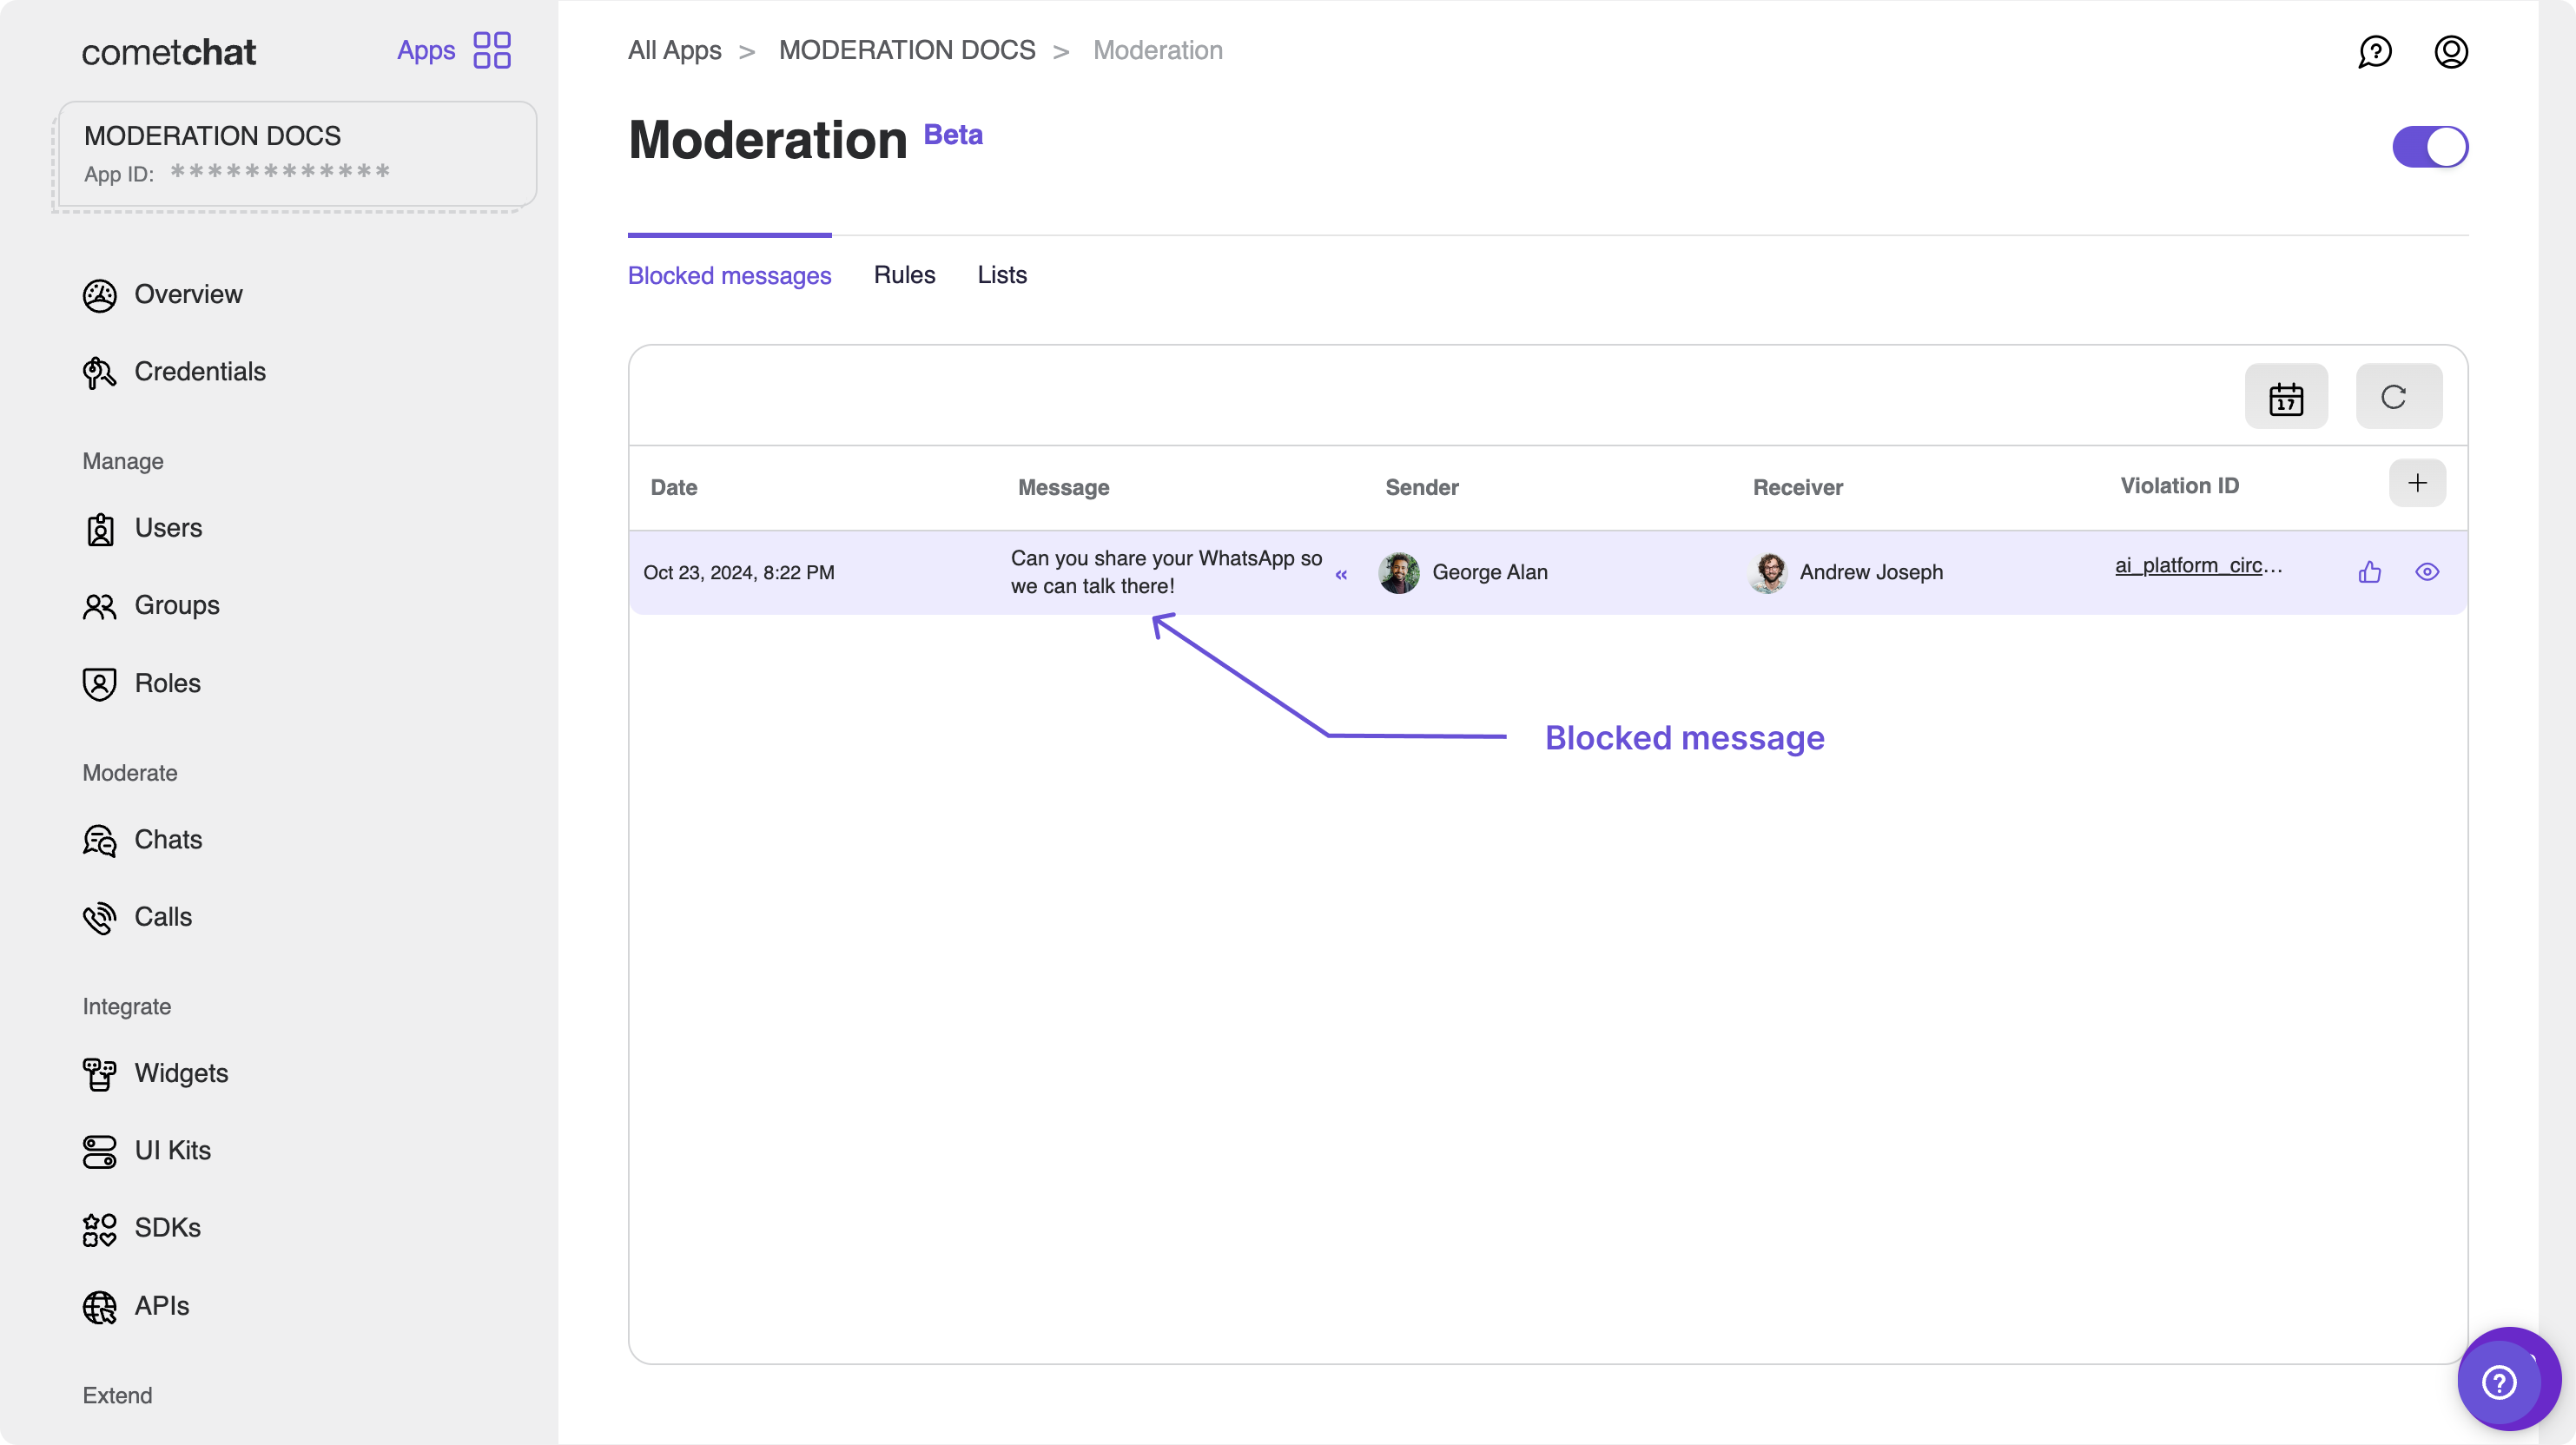 cometchat
Apps
MODERATION DOCS
App ID: ************
Overview
Credentials
Manage
Users
Groups
Roles
Moderate
Chats
Calls
Integrate
Widgets
UI Kits
SDKs
APIs
Extend
All Apps > MODERATION DOCS > Moderation
Moderation Beta
Blocked messages Rules Lists
17
Date Message Sender Receiver Violation ID +
Oct 23, 2024, 8:22 PM
Can you share your WhatsApp so
we can talk there!
«
George Alan
Andrew Joseph
ai_platform_circ...
Blocked message